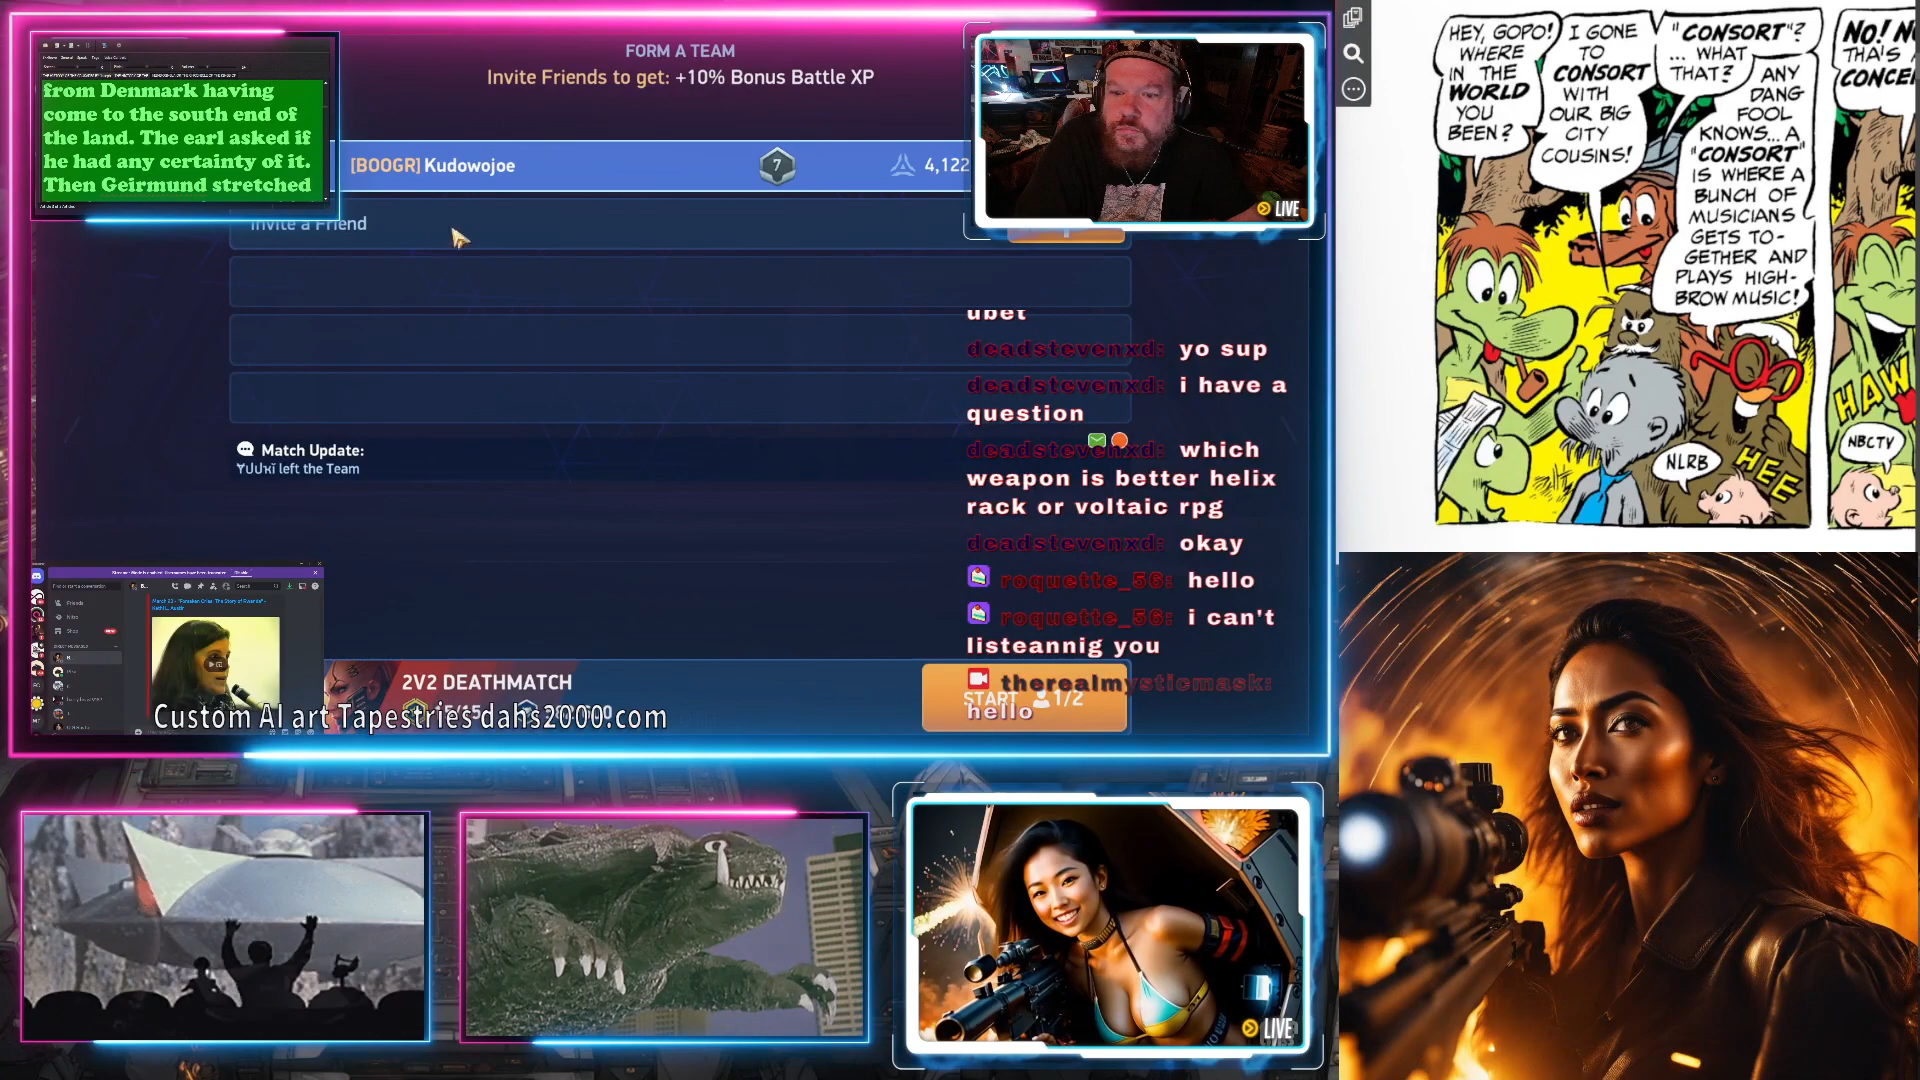 from Denmark having
come to the south end of
the land. The earl asked if
he had any certainty of it.
Then Geirmund stretched
FORM A TEAM
Invite Friends to get: +10% Bonus Battle XP
[BOOGR] Kudowojoe
7
4,122
LIVE
Invite a Friend
Match Update:
left the Team
ubet
deadstevenxd: yo sup
deadstevenxd: i have a
question
deadstevenxd: which
weapon is better helix
rack or voltaic rpg
deadstevenxd: okay
roquette_56: hello
roquette_56: i can't
listeannig you
therealmysticmask:
hello
2V2 DEATHMATCH
START
1/2
Custom AI art Tapestries dahs2000.com
LIVE
HEY, GOPO!
WHERE
IN THE
WORLD
YOU
BEEN?
I GONE
TO
CONSORT
WITH
OUR BIG
CITY
COUSINS!
"CONSORT"?
... WHAT
THAT?
ANY
DANG
FOOL
KNOWS... A
"CONSORT"
IS WHERE A
BUNCH OF
MUSICIANS
GETS TO-
GETHER AND
PLAYS HIGH-
BROW MUSIC!
NLRB
HEE
NO! N
THA'S
CONCE
HAW
NBCTV